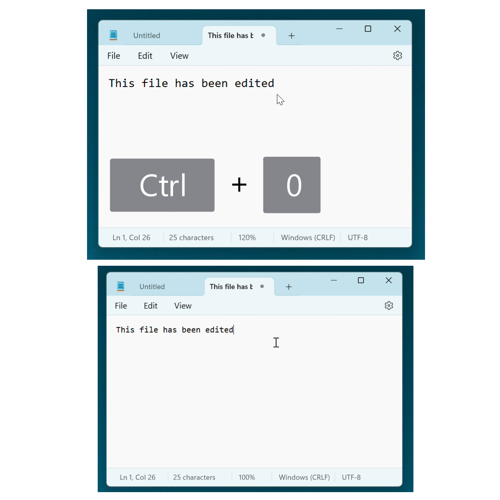 Untitled
This file has b
File Edit View
This file has been edited
Ctrl + 0
Ln 1, Col 26 25 characters 120% Windows (CRLF) UTF-8
Untitled
This file has b
File Edit View
This file has been edited
Ln 1, Col 26 25 characters 100% Windows (CRLF) UTF-8